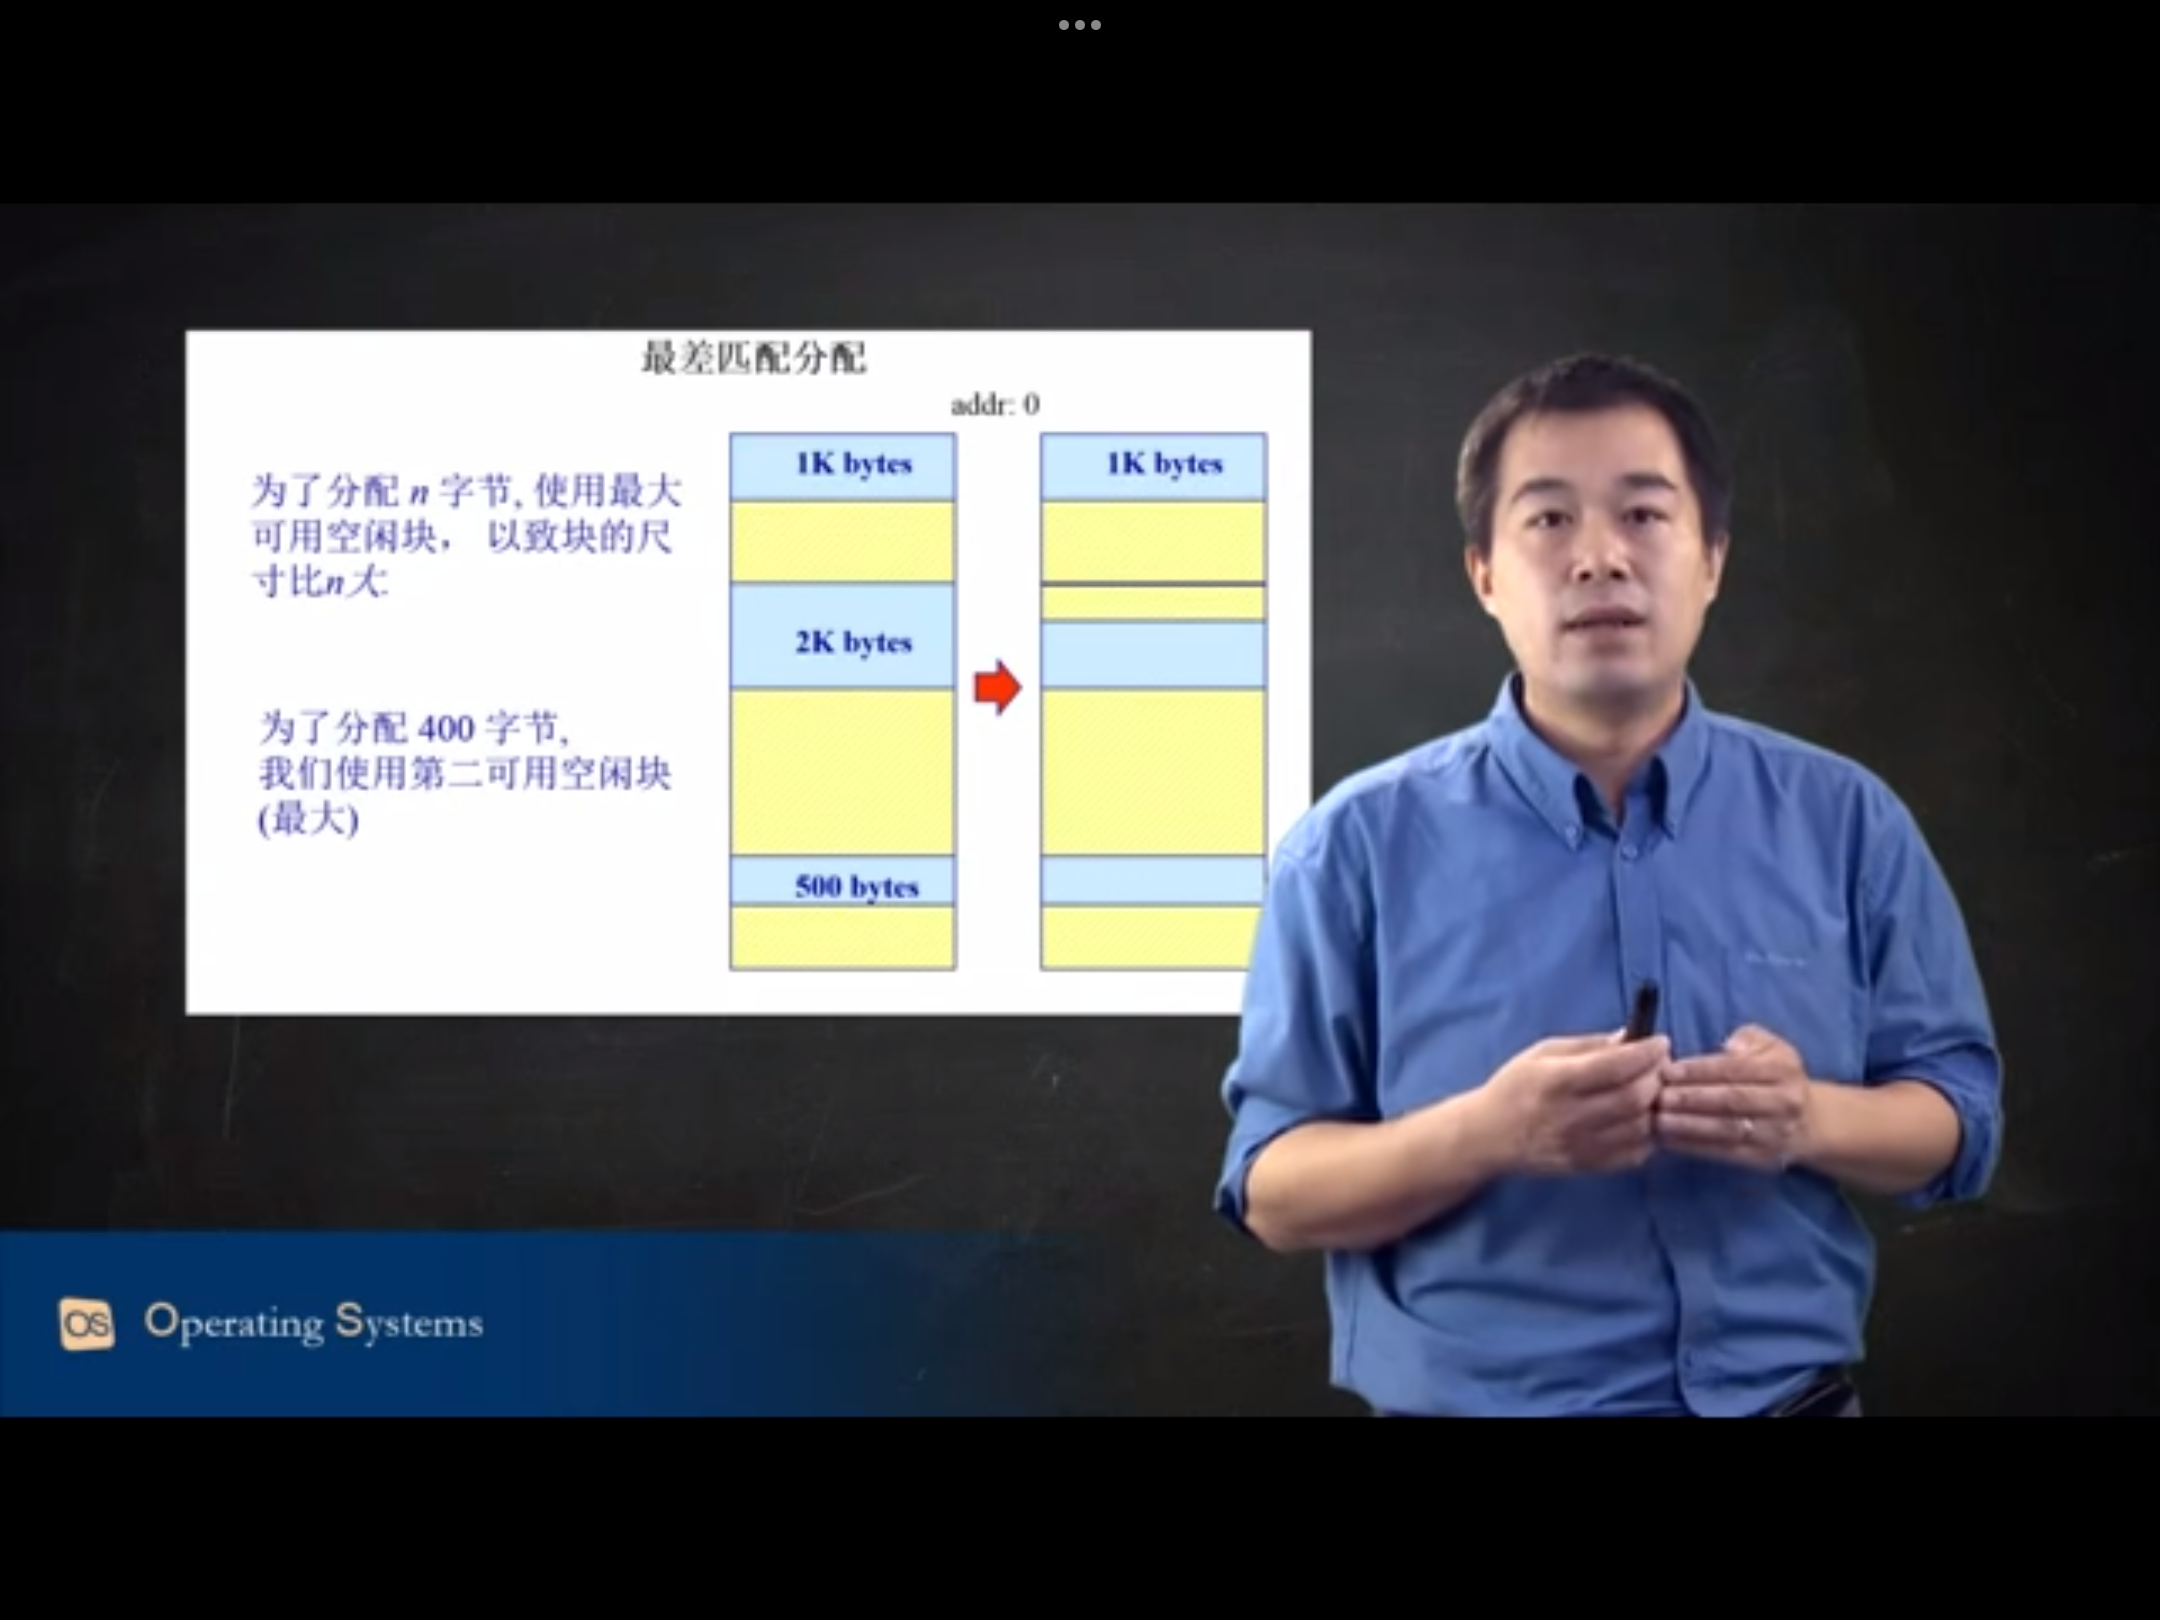 最差匹配分配
addr: 0
为了分配 n 字节, 使用最大
可用空闲块， 以致块的尺
寸比n大.
为了分配 400 字节,
我们使用第二可用空闲块
(最大)
1K bytes
2K bytes
500 bytes
1K bytes
OS Operating Systems